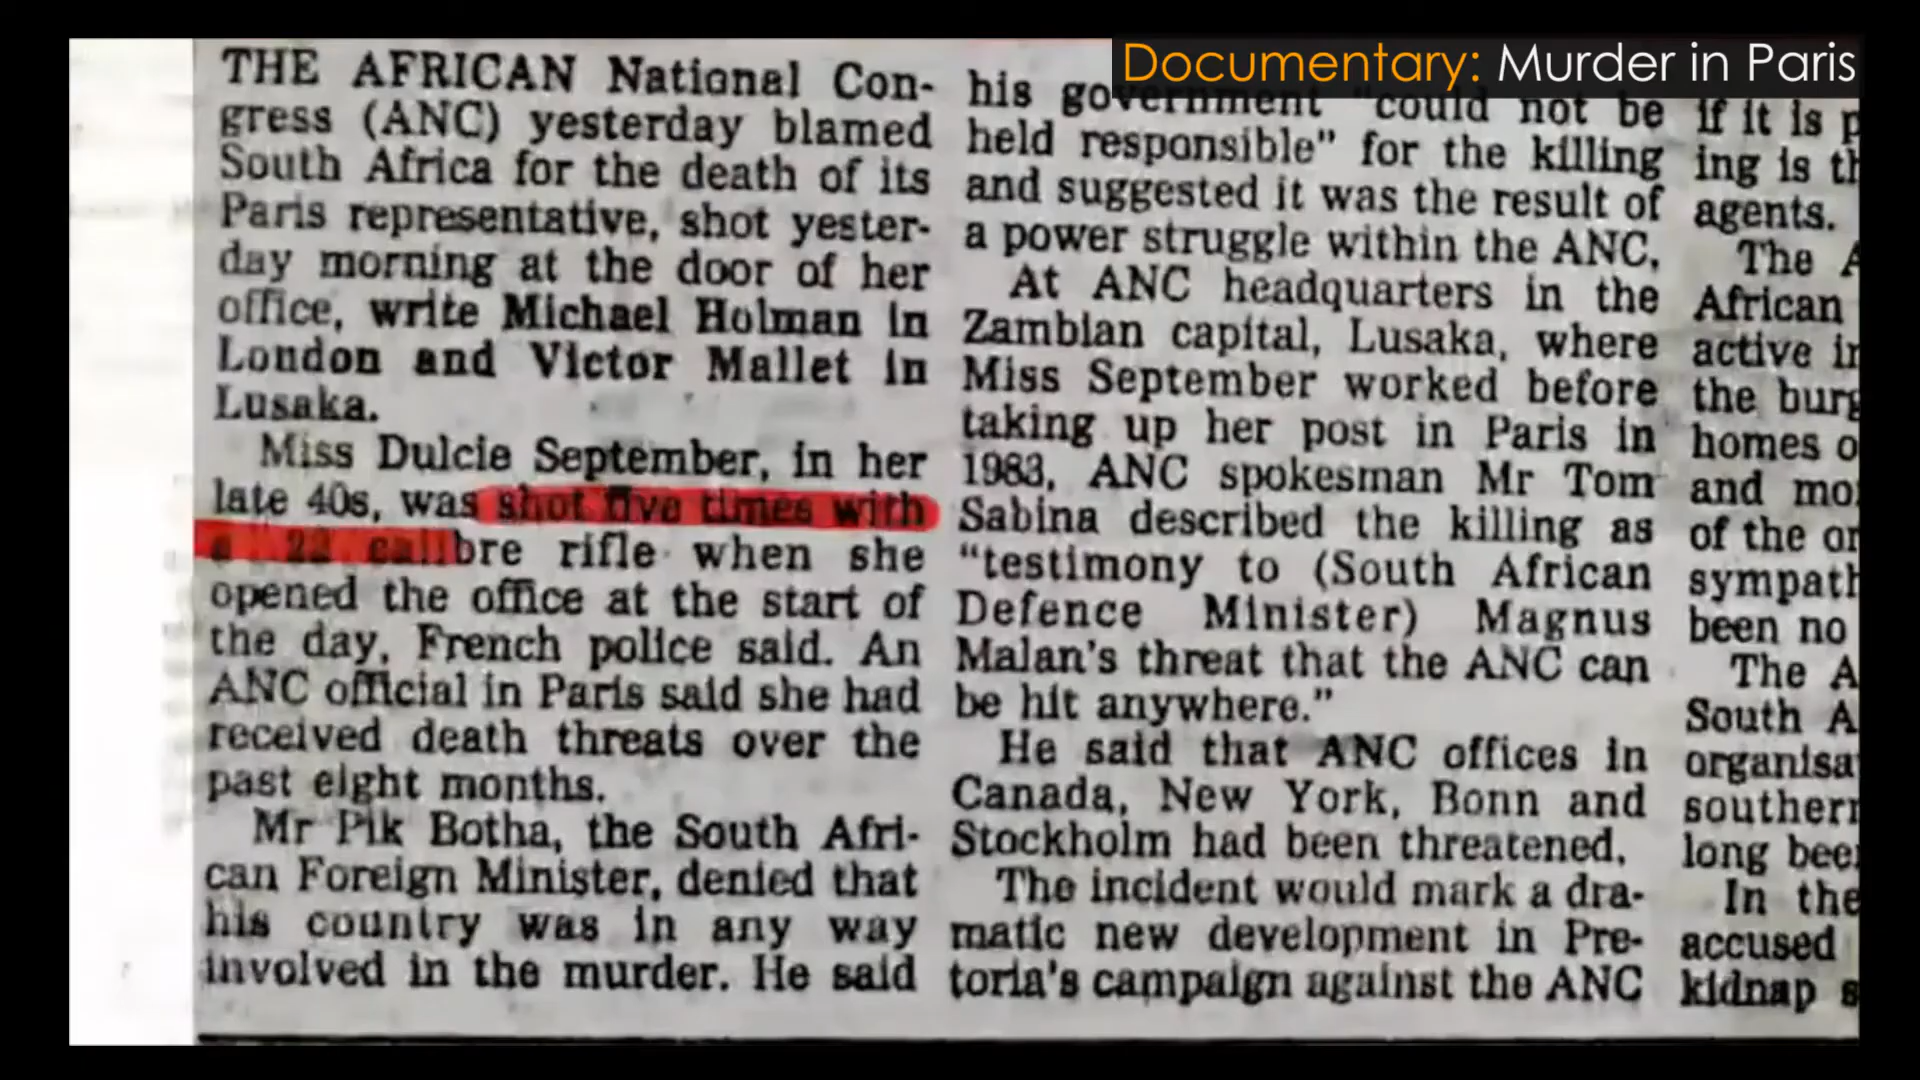 Documentary: Murder in Paris
THE AFRICAN National Con-
gress (ANC) yesterday blamed
South Africa for the death of its
Paris representative, shot yester-
day morning at the door of her
office, write Michael Holman in
London and Victor Mallet in
Lusaka.
Miss Dulcie September, in her
late 40s, was shot five times with
a 22 calibre rifle when she
opened the office at the start of
the day, French police said. An
ANC official in Paris said she had
received death threats over the
past eight months.
Mr Pik Botha, the South Afri-
can Foreign Minister, denied that
his country was in any way
involved in the murder. He said
his government "could not be
held responsible" for the killing
and suggested it was the result of
a power struggle within the ANC.
At ANC headquarters in the
Zambian capital, Lusaka, where
Miss September worked before
taking up her post in Paris in
1983, ANC spokesman Mr Tom
Sabina described the killing as
"testimony to (South African
Defence Minister) Magnus
Malan's threat that the ANC can
be hit anywhere."
He said that ANC offices in
Canada, New York, Bonn and
Stockholm had been threatened.
The incident would mark a dra-
matic new development in Pre-
toria's campaign against the ANC
if it is
ing is
agents.
The
African
active
the
homes
and
of the
been no
The
South
long
In the
accused
kidnap